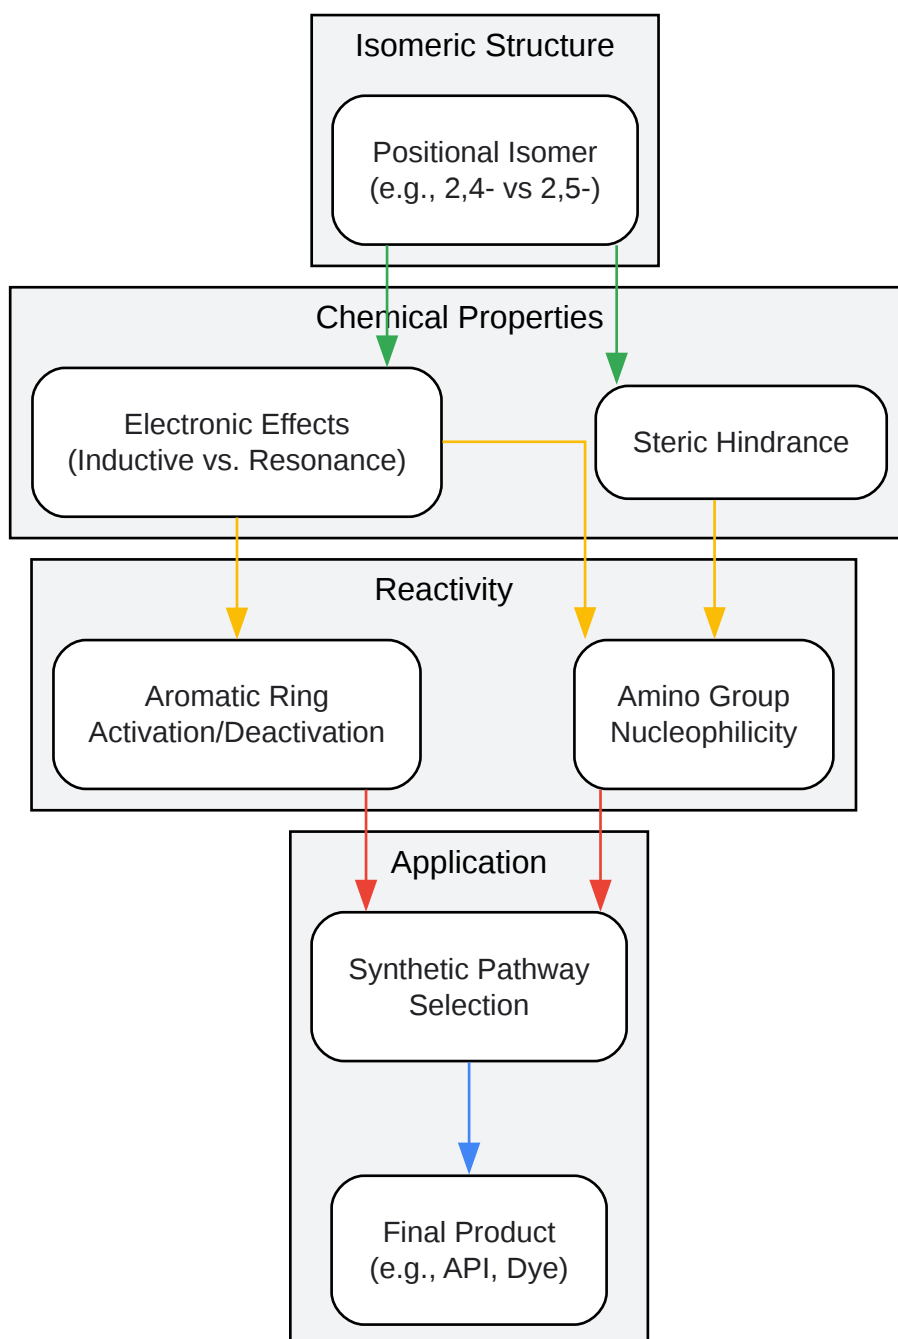 Isomeric Structure
Positional Isomer
(e.g., 2,4- vs 2,5-)
Chemical Properties
Electronic Effects
(Inductive vs. Resonance)
Steric Hindrance
Reactivity
Aromatic Ring
Activation/Deactivation
Amino Group
Nucleophilicity
Application
Synthetic Pathway
Selection
Final Product
(e.g., API, Dye)